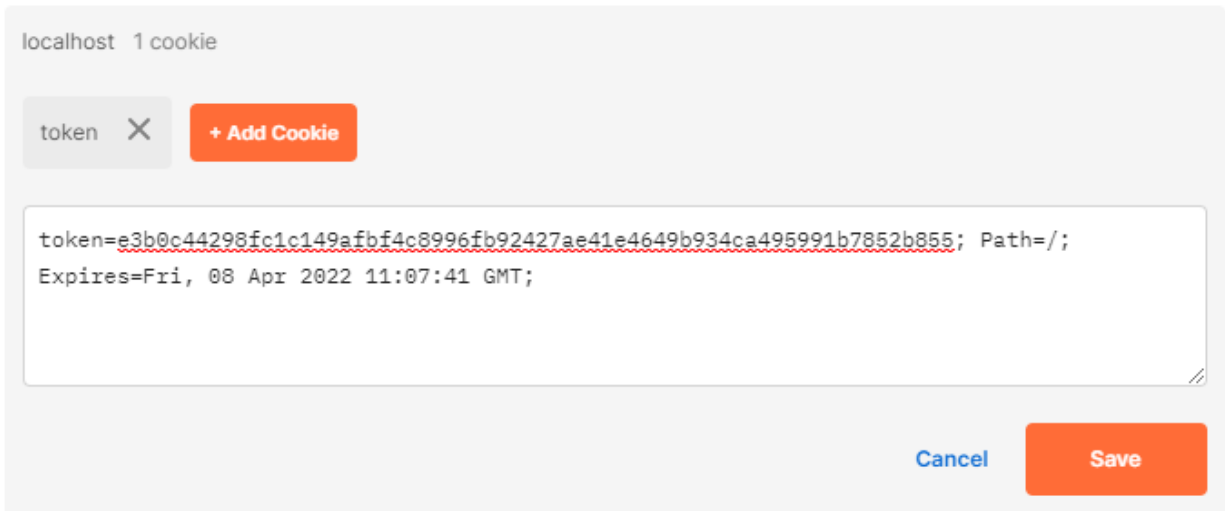 localhost 1 cookie
token ×
+ Add Cookie
token=e3b0c44298fc1c149afbf4c8996fb92427ae41e4649b934ca495991b7852b855; Path=/;
Expires=Fri, 08 Apr 2022 11:07:41 GMT;
Cancel
Save